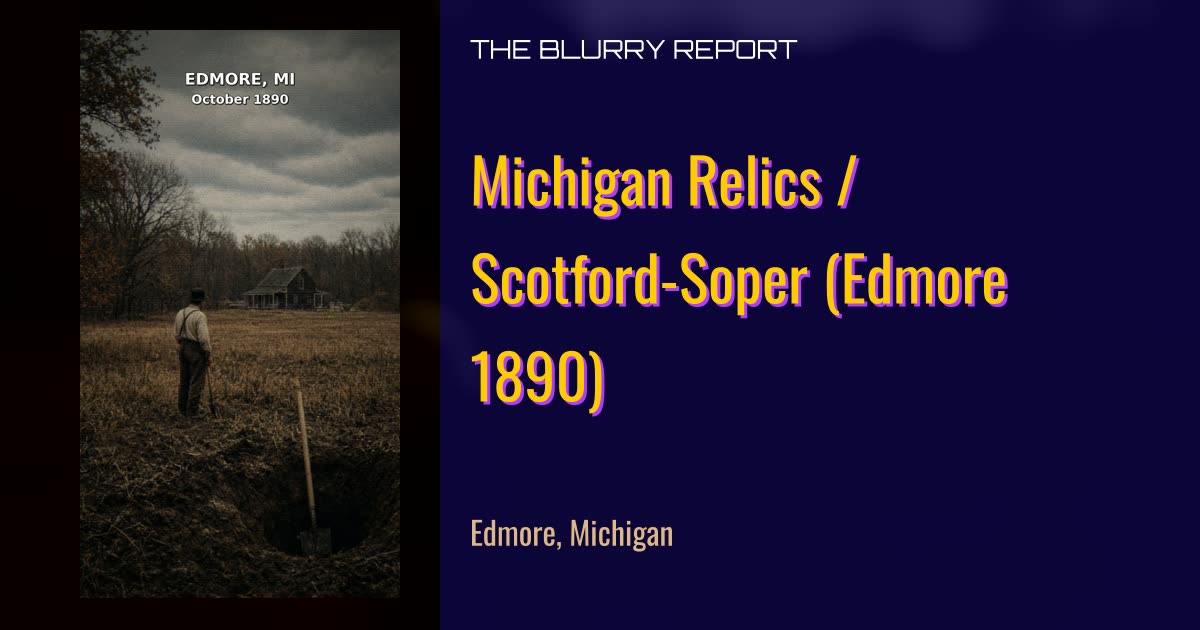 EDMORE, MI
October 1890
THE BLURRY REPORT
Michigan Relics /
Scotford-Soper (Edmore
1890)
Edmore, Michigan